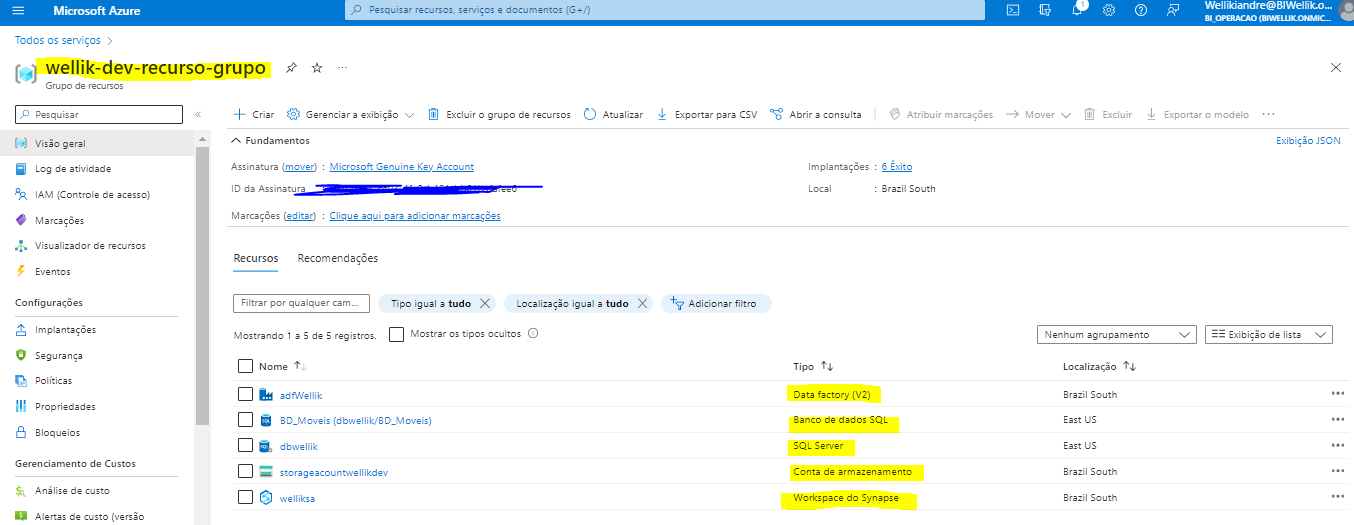 Microsoft Azure
Pesquisar recursos, serviços e documentos (G+/)
1
Wellikiandre@BIWellik.o...
BI_OPERACAO (BIWELLIK.ONMIC...
Todos os serviços
wellik-dev-recurso-grupo
Grupo de recursos
Pesquisar
Criar
Gerenciar a exibição
Excluir o grupo de recursos
Atualizar
Exportar para CSV
Abrir a consulta
Atribuir marcações
Mover
Excluir
Exportar o modelo
Visão geral
Log de atividade
IAM (Controle de acesso)
Marcações
Visualizador de recursos
Eventos
Configurações
Implantações
Segurança
Políticas
Propriedades
Bloqueios
Gerenciamento de Custos
Análise de custo
Alertas de custo (versão
Fundamentos
Exibição JSON
Assinatura (mover) : Microsoft Genuine Key Account
Implantações : 6 Êxito
ID da Assinatura
Local : Brazil South
Marcações (editar) : Clique aqui para adicionar marcações
Recursos
Recomendações
Filtrar por qualquer cam...
Tipo igual a tudo
Localização igual a tudo
Adicionar filtro
Mostrando 1 a 5 de 5 registros.
Mostrar os tipos ocultos
Nenhum agrupamento
Exibição de lista
Nome Tipo Localização
adfWellik Data factory (V2) Brazil South
BD_Moveis (dbwellik/BD_Moveis) Banco de dados SQL East US
dbwellik SQL Server East US
storageacountwellikdev Conta de armazenamento Brazil South
welliksa Workspace do Synapse Brazil South